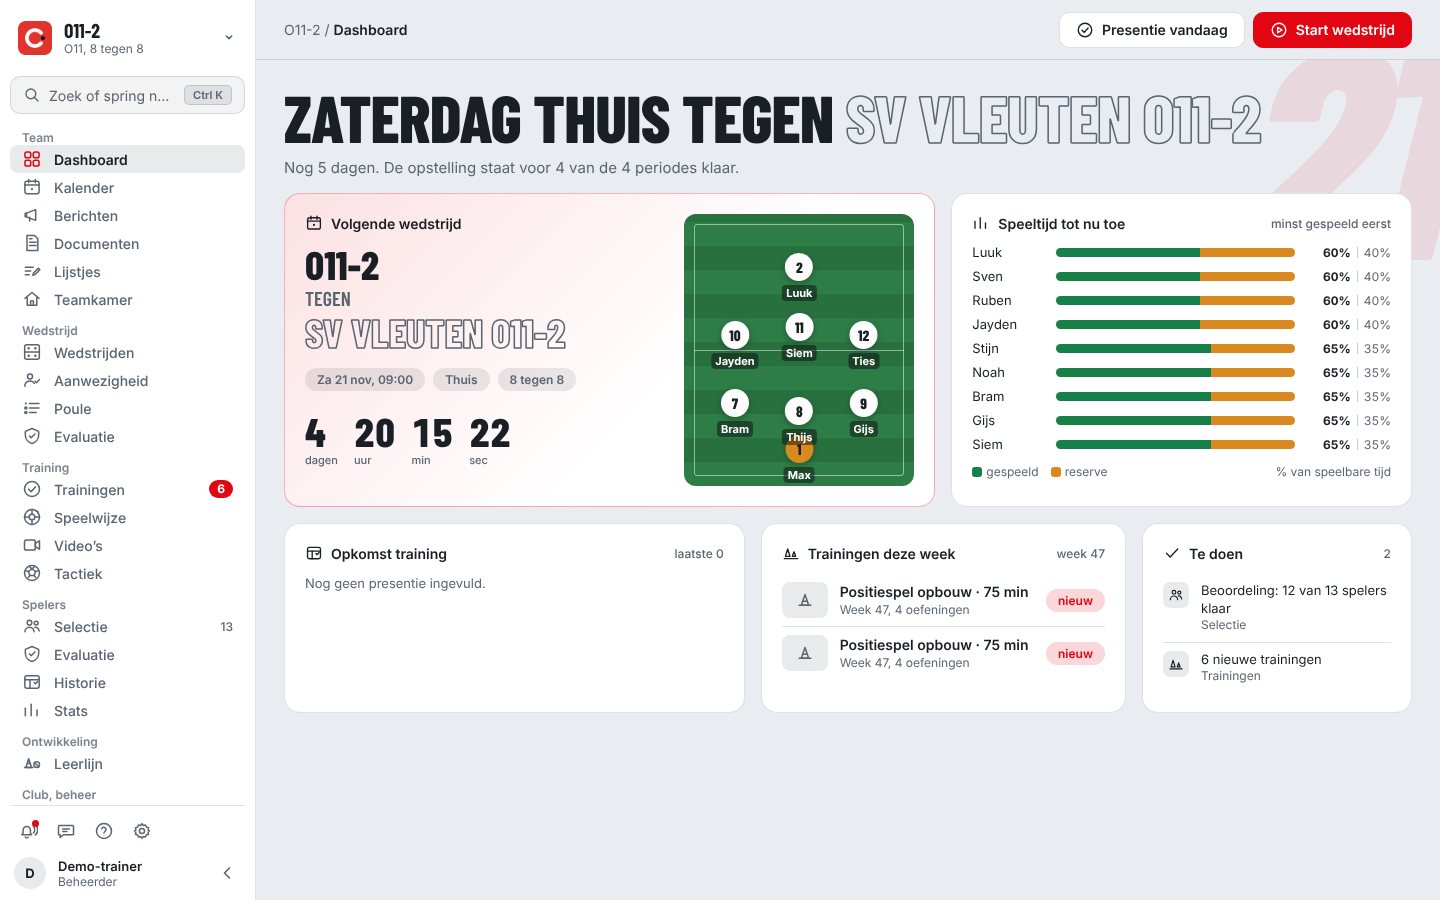 O11-2
O11, 8 tegen 8
Zoek of spring n...
Ctrl K
Team
Dashboard
Kalender
Berichten
Documenten
Lijstjes
Teamkamer
Wedstrijd
Wedstrijden
Aanwezigheid
Poule
Evaluatie
Training
Trainingen
6
Speelwijze
Video's
Tactiek
Spelers
Selectie
13
Evaluatie
Historie
Stats
Ontwikkeling
Leerlijn
Club, beheer
D
Demo-trainer
Beheerder
O11-2 / Dashboard
Presentie vandaag
Start wedstrijd
21
ZATERDAG THUIS TEGEN SV VLEUTEN O11-2
Nog 5 dagen. De opstelling staat voor 4 van de 4 periodes klaar.
Volgende wedstrijd
O11-2
TEGEN
SV VLEUTEN O11-2
Za 21 nov, 09:00
Thuis
8 tegen 8
4 20 15 22
dagen uur min sec
2
Luuk
10 11 12
Jayden Siem Ties
7 8 9
Bram Thijs Gijs
1
Max
Speeltijd tot nu toe
minst gespeeld eerst
Luuk 60% 40%
Sven 60% 40%
Ruben 60% 40%
Jayden 60% 40%
Stijn 65% 35%
Noah 65% 35%
Bram 65% 35%
Gijs 65% 35%
Siem 65% 35%
gespeeld reserve % van speelbare tijd
Opkomst training
laatste 0
Nog geen presentie ingevuld.
Trainingen deze week
week 47
Positiespel opbouw · 75 min
Week 47, 4 oefeningen
nieuw
Positiespel opbouw · 75 min
Week 47, 4 oefeningen
nieuw
Te doen
2
Beoordeling: 12 van 13 spelers
klaar
Selectie
6 nieuwe trainingen
Trainingen